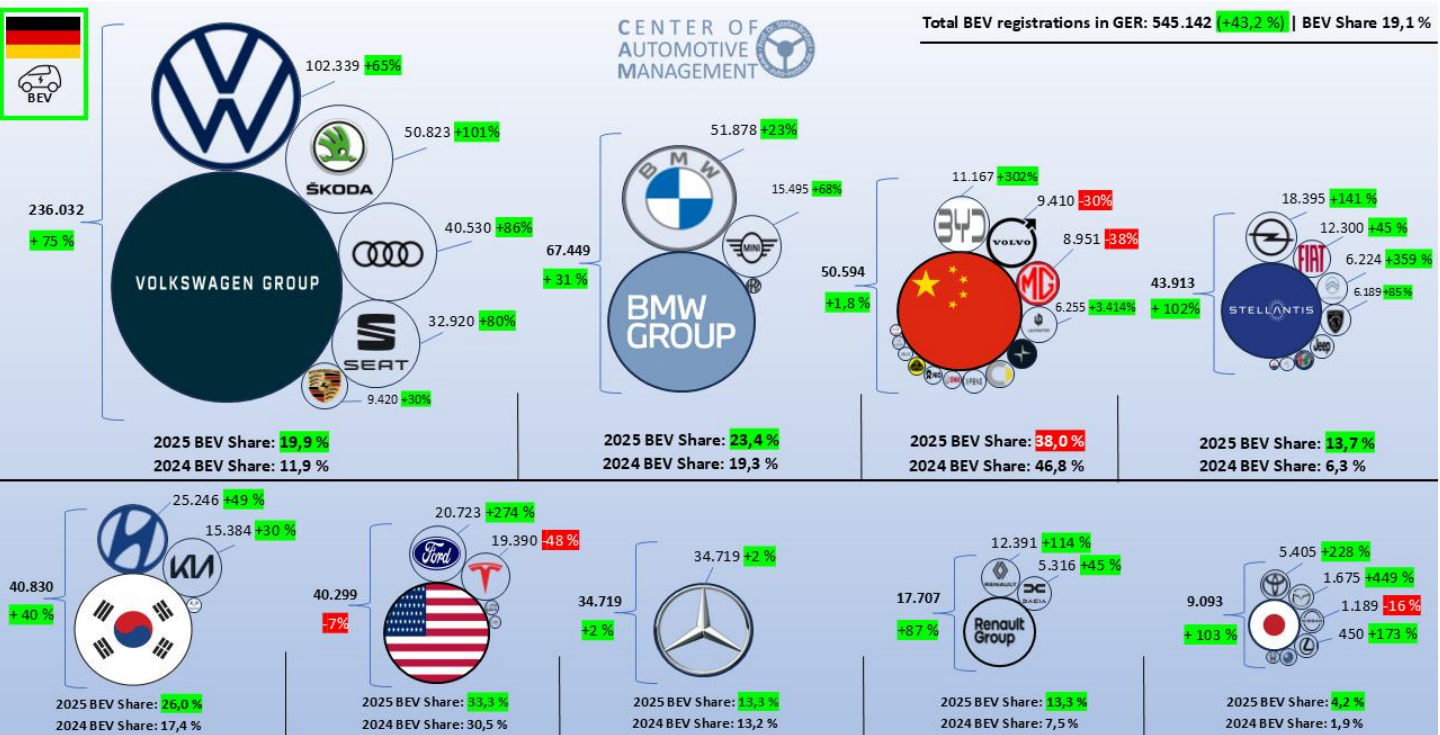 BEV
CENTER OF
AUTOMOTIVE
MANAGEMENT
Total BEV registrations in GER: 545.142 (+43,2 %) | BEV Share 19,1 %
102.339 +65%
ŠKODA
50.823 +101%
40.530 +86%
SEAT
32.920 +80%
9.420 +30%
VOLKSWAGEN GROUP
236.032
+ 75 %
2025 BEV Share: 19,9 %
2024 BEV Share: 11,9 %
BMW
51.878 +23%
MINI
15.495 +68%
67.449
+ 31 %
BMW
GROUP
2025 BEV Share: 23,4 %
2024 BEV Share: 19,3 %
BYD
11.167 +302%
VOLVO
9.410 -30%
MG
8.951 -38%
6.255 +3.414%
50.594
+1,8 %
2025 BEV Share: 38,0 %
2024 BEV Share: 46,8 %
18.395 +141 %
FIAT
12.300 +45 %
6.224 +359 %
6.189 +85%
Jeep
43.913
+ 102%
STELLANTIS
2025 BEV Share: 13,7 %
2024 BEV Share: 6,3 %
25.246 +49 %
KIA
15.384 +30 %
40.830
+ 40 %
2025 BEV Share: 26,0 %
2024 BEV Share: 17,4 %
Ford
20.723 +274 %
19.390 -48 %
40.299
-7%
2025 BEV Share: 33,3 %
2024 BEV Share: 30,5 %
34.719 +2 %
34.719
+2 %
2025 BEV Share: 13,3 %
2024 BEV Share: 13,2 %
RENAULT
12.391 +114 %
DACIA
5.316 +45 %
17.707
+87 %
Renault
Group
2025 BEV Share: 13,3 %
2024 BEV Share: 7,5 %
5.405 +228 %
1.675 +449 %
1.189 -16 %
450 +173 %
9.093
+ 103 %
2025 BEV Share: 4,2 %
2024 BEV Share: 1,9 %